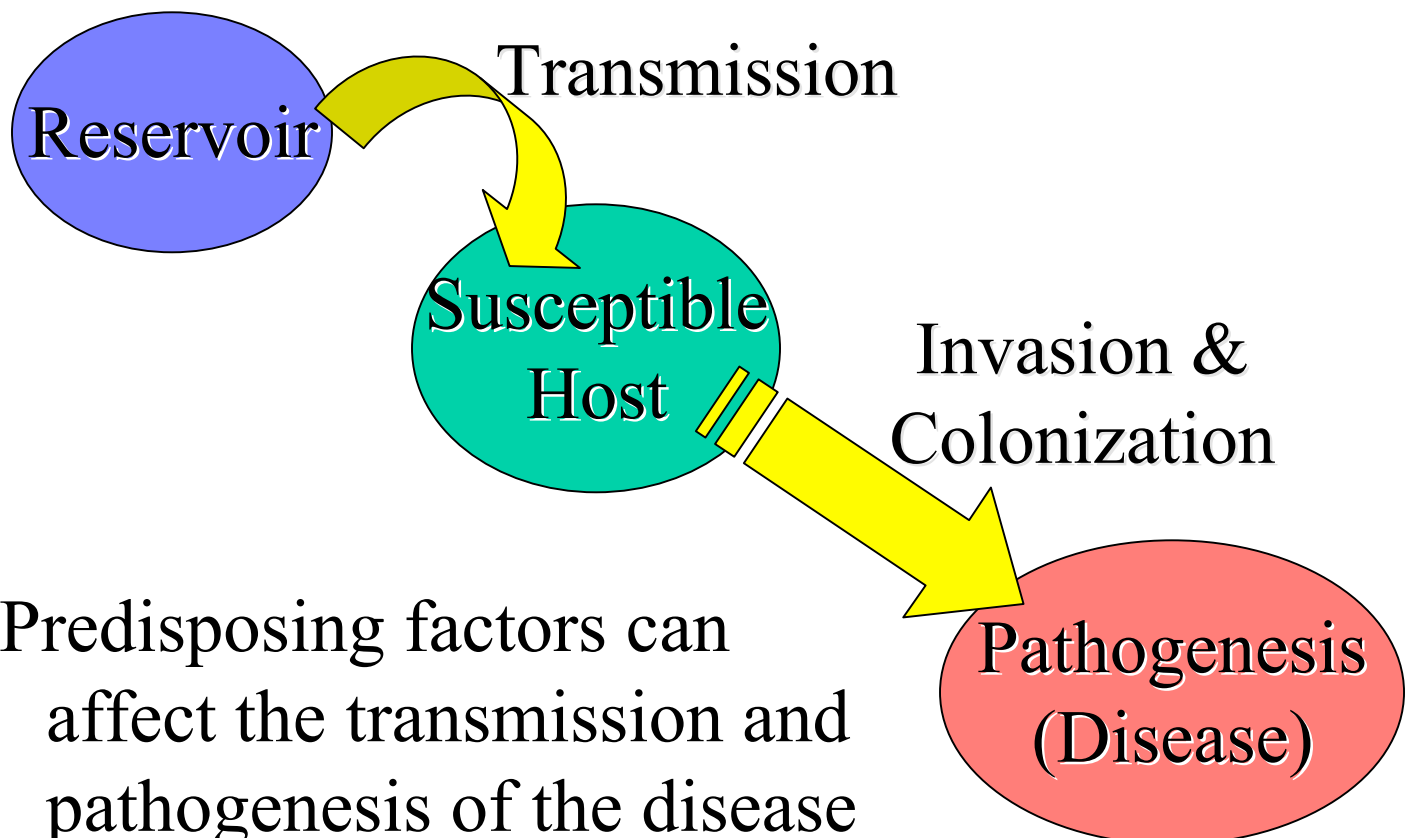 Transmission
Reservoir
Susceptible
Host
Invasion &
Colonization
Predisposing factors can
affect the transmission and
pathogenesis of the disease
Pathogenesis
(Disease)